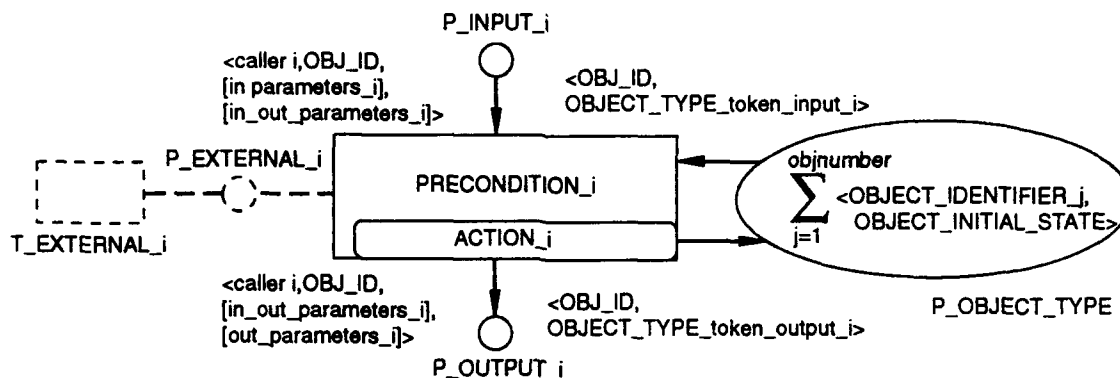 P_INPUT_i
<caller i,OBJ_ID,
[in parameters_i],
[in_out_parameters_i]>
<OBJ_ID,
OBJECT_TYPE_token_input_i>
P_EXTERNAL_i
T_EXTERNAL_i
PRECONDITION_i
ACTION_i
objnumber
∑ <OBJECT_IDENTIFIER_j,
OBJECT_INITIAL_STATE>
j=1
P_OBJECT_TYPE
<caller i,OBJ_ID,
[in_out_parameters_i],
[out_parameters_i]>
<OBJ_ID,
OBJECT_TYPE_token_output_i>
P_OUTPUT_i